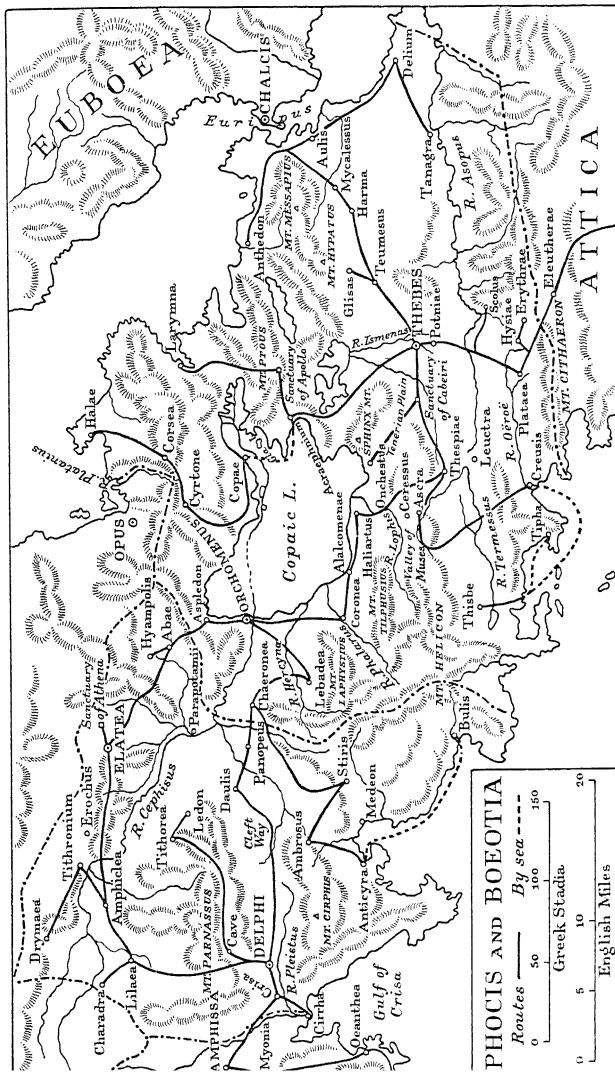 EUBOEA
Euripus
CHALCIS
Anthedon
MT. MESSAPIUS
Aulis
Mycalessus
Delium
MT. HYPATUS
Harma
Tanagra
R. Asopus
ATTICA
Glisas
Teumesus
Larymna
MT. PTOUS
Sanctuary
of Apollo
Acraephnium
R. Ismenus
THEBES
Potniae
Scolus
Hysiae
Erythrae
Eleutherae
Halae
R. Platanius
Corsea
Cyrtone
Copae
SPHINX MT.
Onchestus
Tenerian Plain
Sanctuary
of Cabeiri
Thespiae
Leuctra
R. Oëroë
Plataea
MT. CITHAERON
OPUS
Copaic L.
Alalcomenae
Haliartus
R. Lophis
Ceressus
Ascra
Valley of
Muses
R. Termessus
Creusis
Tipha
Thisbe
Hyampolis
Abae
Aspledon
ORCHOMENUS
Coronea
MT.
TILPHUSIUS
R. Phalarus
MT. HELICON
Sanctuary
of Athena
ELATEA
Parapotamii
Chaeronea
R. Hercyna
Lebadea
MT.
LAPHYSTIUS
Bulis
Tithronium
Erochus
R. Cephisus
Ledon
Tithorea
Daulis
Panopeus
Stiris
Medeon
Drymaea
Amphiclea
Cleft
Way
Ambrosus
Anticyra
Charadra
Lilaea
MT. PARNASSUS
Cave
DELPHI
R. Pleistus
MT. CIRPHIS
AMPHISSA
Crisa
Myonia
Cirrha
Oeanthea
Gulf of
Crisa
PHOCIS AND BOEOTIA
Routes By sea
0 50 100 150
Greek Stadia
0 5 10 20
English Miles